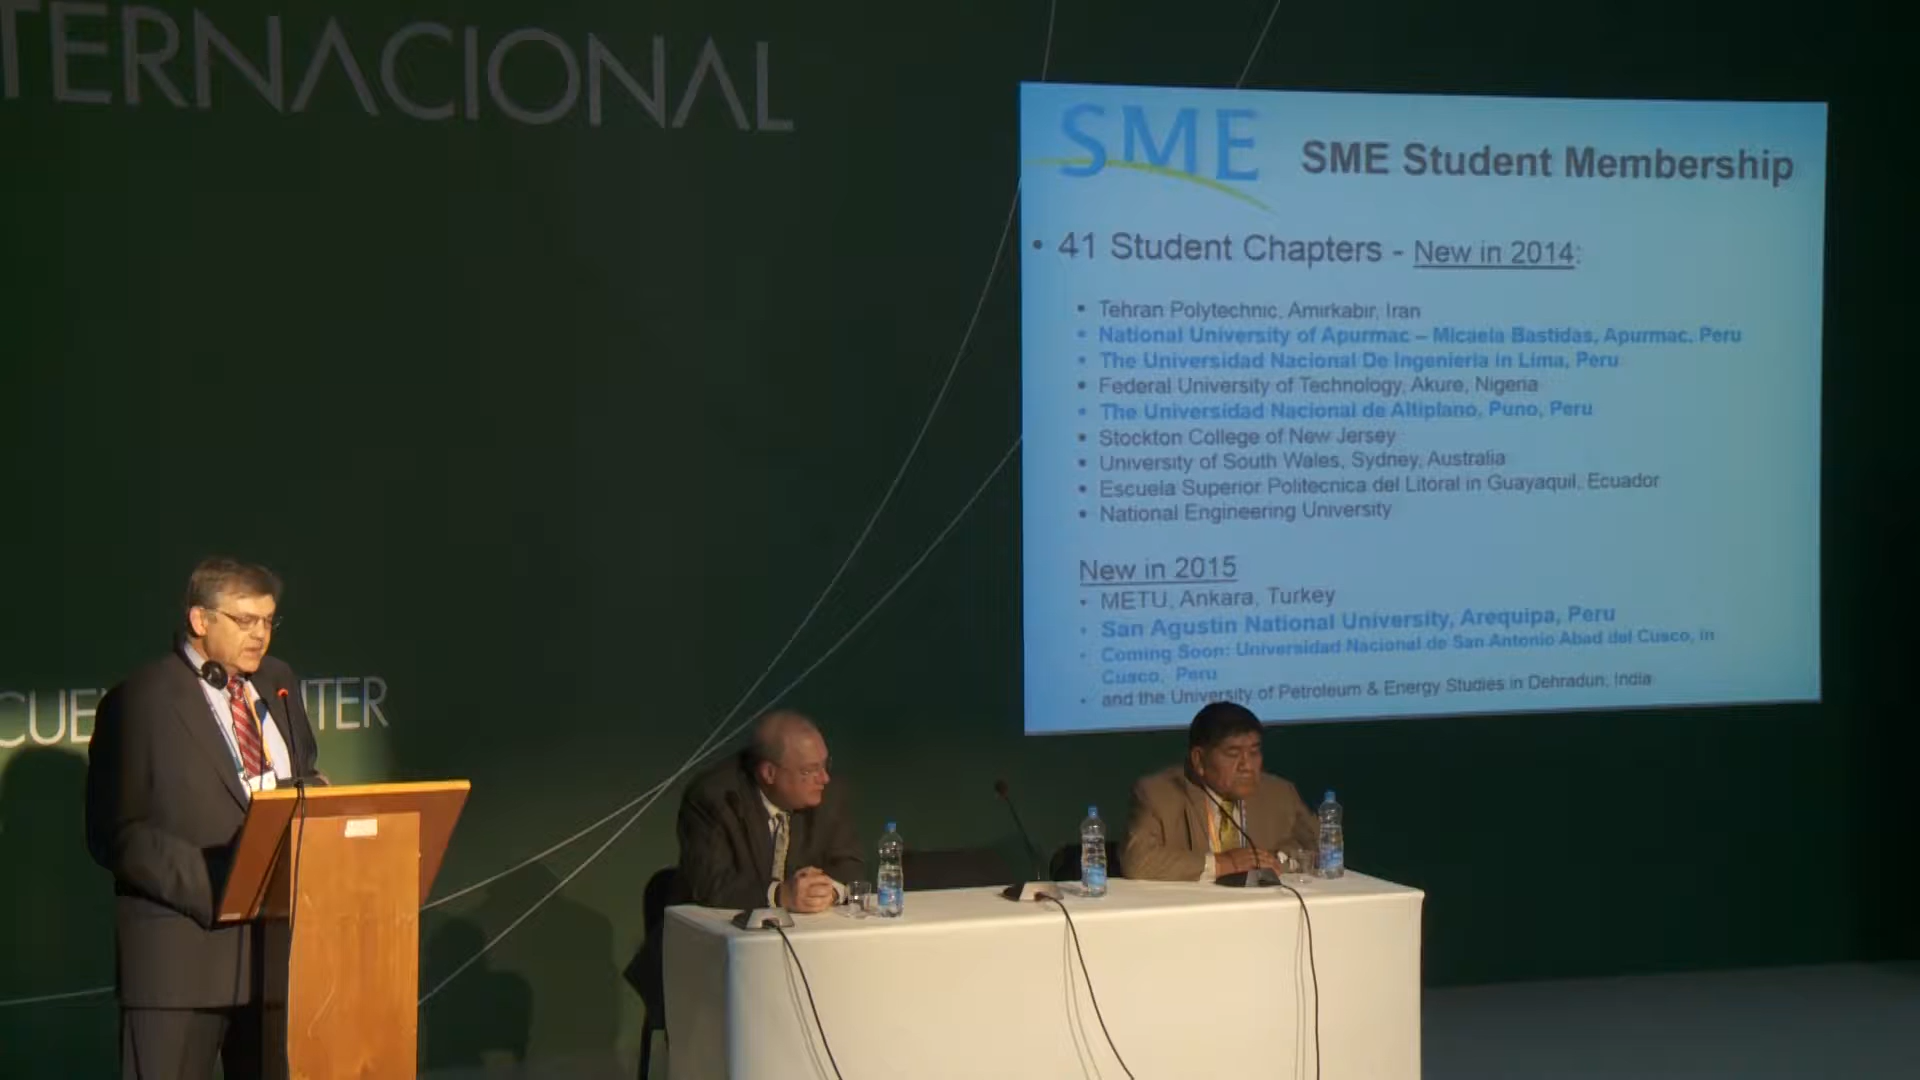 TERNACIONAL
SME
SME Student Membership
• 41 Student Chapters - New in 2014:
▪ Tehran Polytechnic, Amirkabir, Iran
▪ National University of Apurmac – Micaela Bastidas, Apurmac, Peru
▪ The Universidad Nacional De Ingenieria in Lima, Peru
▪ Federal University of Technology, Akure, Nigeria
▪ The Universidad Nacional de Altiplano, Puno, Peru
▪ Stockton College of New Jersey
▪ University of South Wales, Sydney, Australia
▪ Escuela Superior Politecnica del Litoral in Guayaquil, Ecuador
▪ National Engineering University
New in 2015
• METU, Ankara, Turkey
• San Agustin National University, Arequipa, Peru
• Coming Soon: Universidad Nacional de San Antonio Abad del Cusco, in
Cusco, Peru
• and the University of Petroleum & Energy Studies in Dehradun, India
CUE
TER